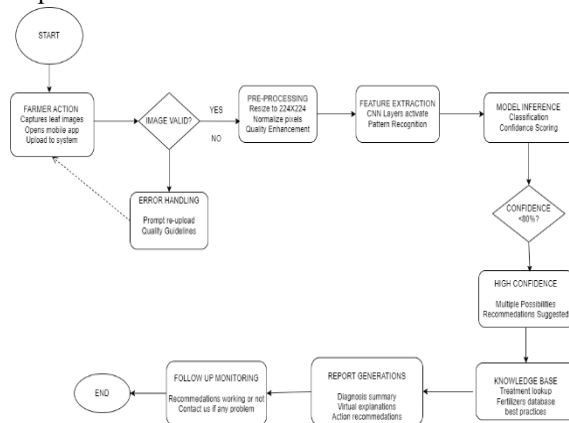 START
FARMER ACTION
Captures leaf images
Opens mobile app
Upload to system
IMAGE VALID?
YES
NO
PRE-PROCESSING
Resize to 224X224
Normalize pixels
Quality Enhancement
FEATURE EXTRACTION
CNN Layers activate
Pattern Recognition
MODEL INFERENCE
Classification
Confidence Scoring
ERROR HANDLING
Prompt re-upload
Quality Guidelines
CONFIDENCE
<80%?
HIGH CONFIDENCE
Multiple Possibilities
Recommendations Suggested
KNOWLEDGE BASE
Treatment lookup
Fertilizers database
best practices
REPORT GENERATIONS
Diagnosis summary
Virtual explanations
Action recommendations
FOLLOW UP MONITORING
Recommendations working or not
Contact us if any problem
END